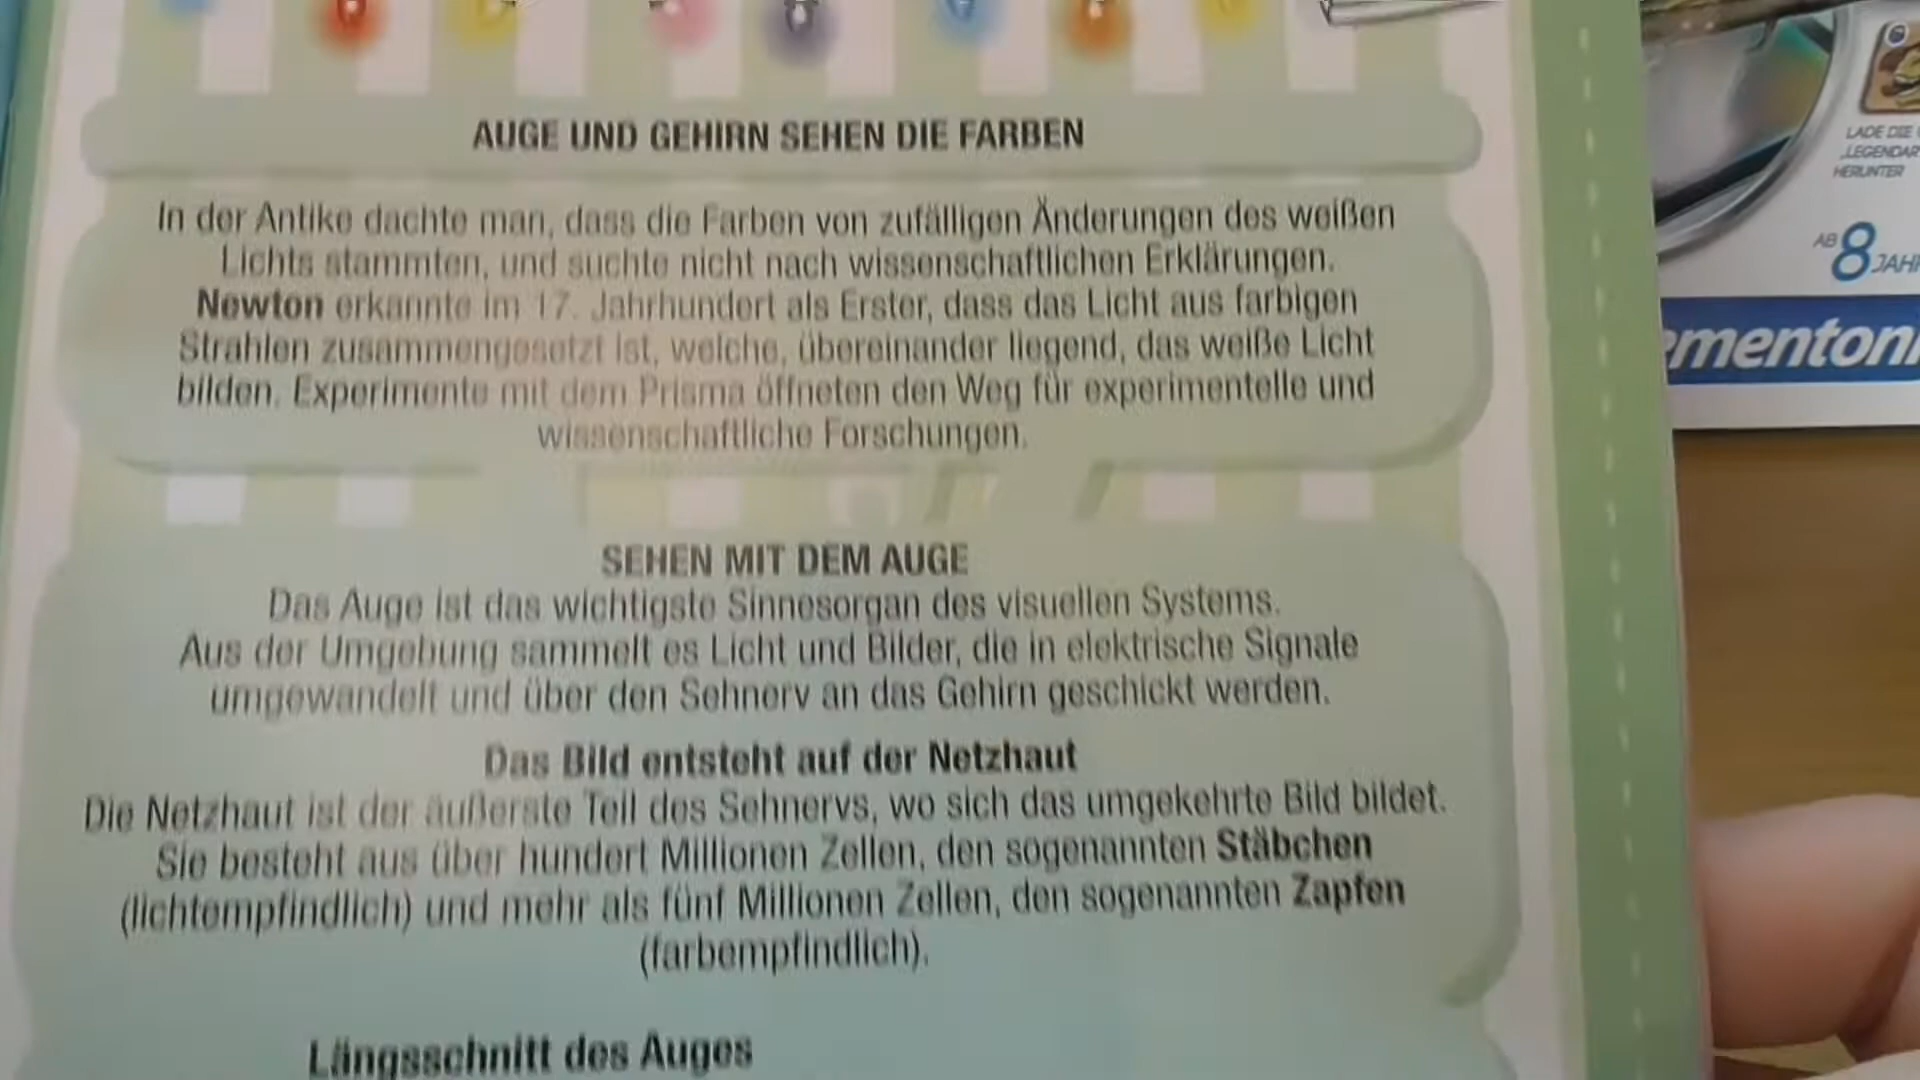 AUGE UND GEHIRN SEHEN DIE FARBEN
In der Antike dachte man, dass die Farben von zufälligen Änderungen des weißen
Lichts stammten, und suchte nicht nach wissenschaftlichen Erklärungen.
Newton erkannte im 17. Jahrhundert als Erster, dass das Licht aus farbigen
Strahlen zusammengesetzt ist, welche, übereinander liegend, das weiße Licht
bilden. Experimente mit dem Prisma öffneten den Weg für experimentelle und
wissenschaftliche Forschungen.
SEHEN MIT DEM AUGE
Das Auge ist das wichtigste Sinnesorgan des visuellen Systems.
Aus der Umgebung sammelt es Licht und Bilder, die in elektrische Signale
umgewandelt und über den Sehnerv an das Gehirn geschickt werden.
Das Bild entsteht auf der Netzhaut
Die Netzhaut ist der äußerste Teil des Sehnervs, wo sich das umgekehrte Bild bildet.
Sie besteht aus über hundert Millionen Zellen, den sogenannten Stäbchen
(lichtempfindlich) und mehr als fünf Millionen Zellen, den sogenannten Zapfen
(farbempfindlich).
Längsschnitt des Auges
LADE DIE
„LEGENDAR
HERUNTER
AB 8 JAH
ementoni